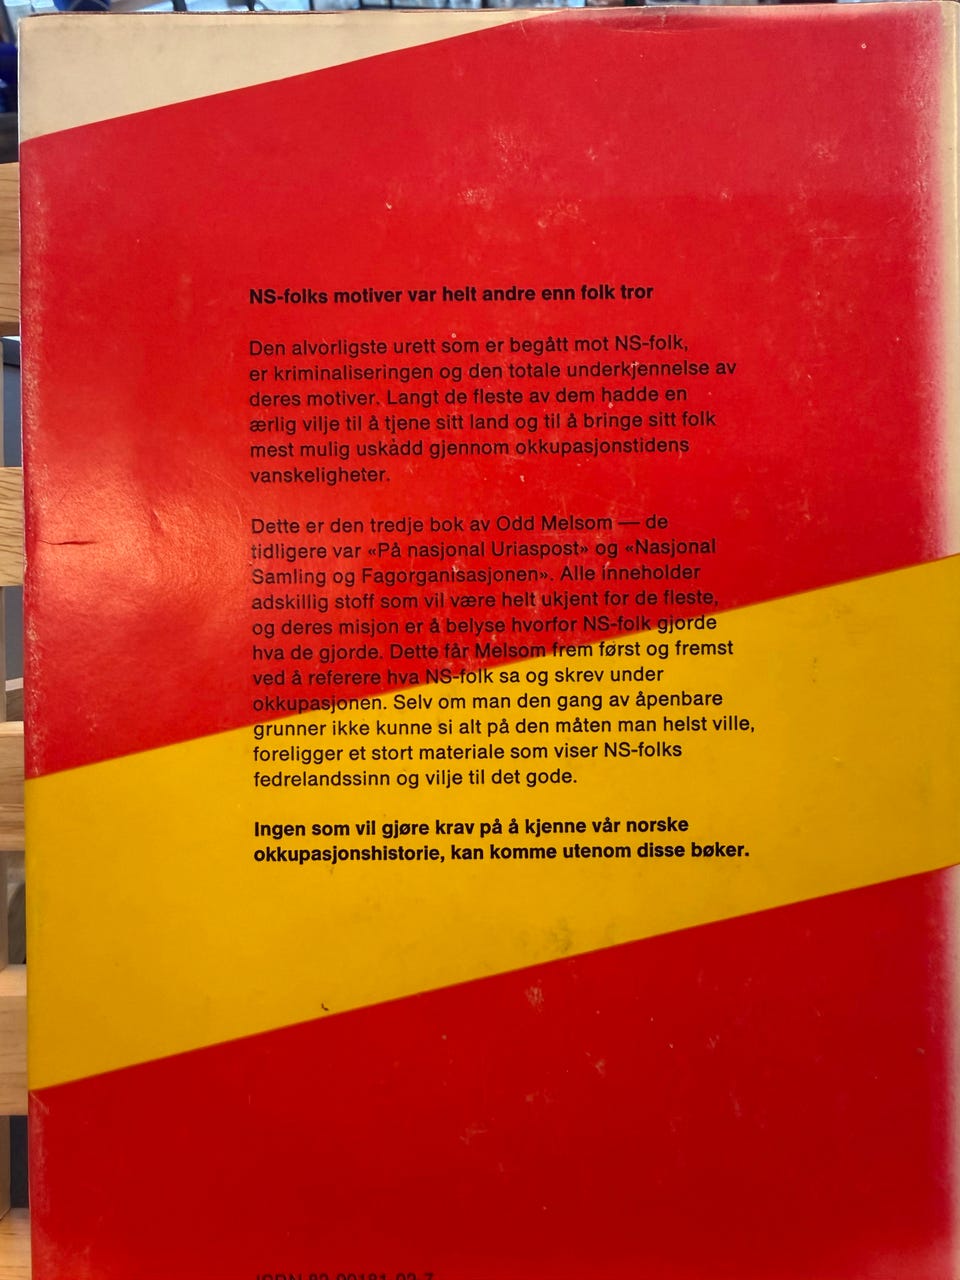 NS-folks motiver var helt andre enn folk tror
Den alvorligste urett som er begått mot NS-folk,
er kriminaliseringen og den totale underkjennelse av
deres motiver. Langt de fleste av dem hadde en
ærlig vilje til å tjene sitt land og til å bringe sitt folk
mest mulig uskådd gjennom okkupasjonstidens
vanskeligheter.
Dette er den tredje bok av Odd Melsom — de
tidligere var «På nasjonal Uriaspost» og «Nasjonal
Samling og Fagorganisasjonen». Alle inneholder
adskillig stoff som vil være helt ukjent for de fleste,
og deres misjon er å belyse hvorfor NS-folk gjorde
hva de gjorde. Dette får Melsom frem først og fremst
ved å referere hva NS-folk sa og skrev under
okkupasjonen. Selv om man den gang av åpenbare
grunner ikke kunne si alt på den måten man helst ville,
foreligger et stort materiale som viser NS-folks
fedrelandssinn og vilje til det gode.
Ingen som vil gjøre krav på å kjenne vår norske
okkupasjonshistorie, kan komme utenom disse bøker.